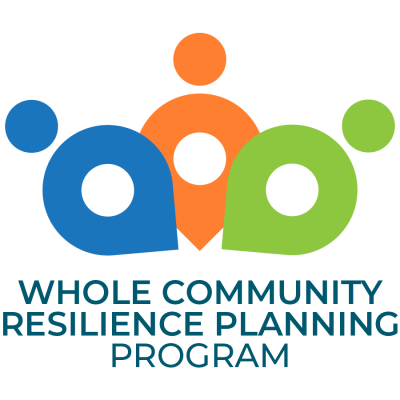 WHOLE COMMUNITY
RESILIENCE PLANNING
PROGRAM